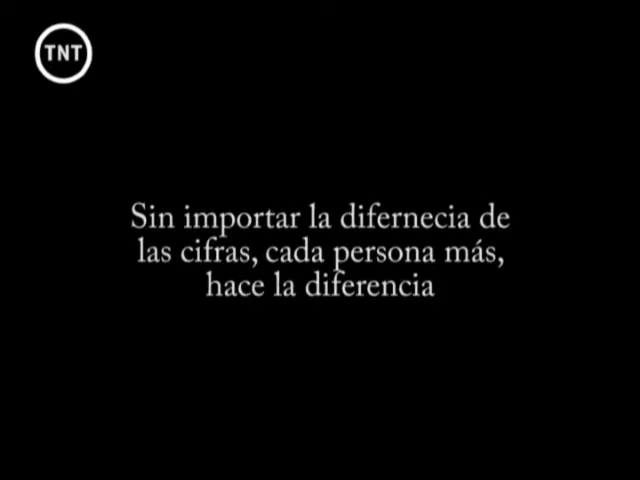 TNT
Sin importar la difernecia de
las cifras, cada persona más,
hace la diferencia